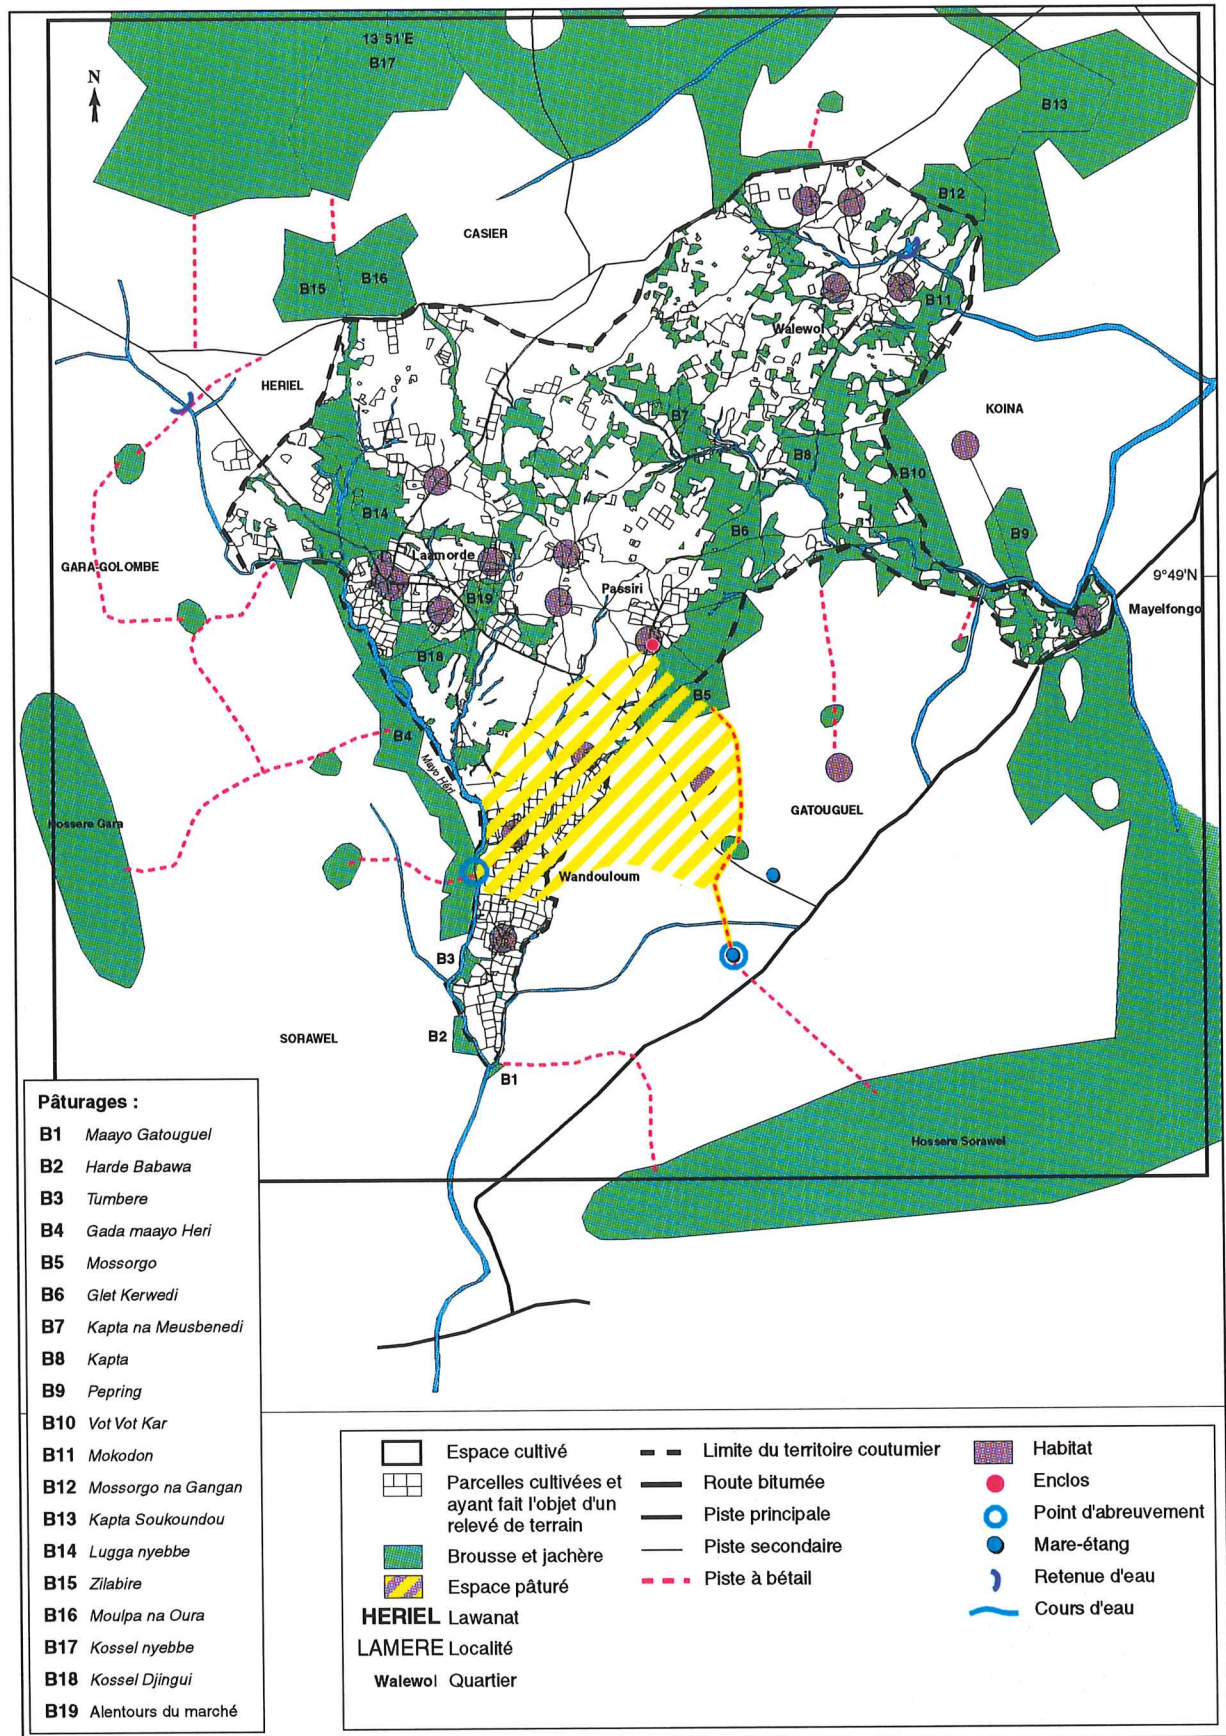 13°51'E
B17
N
B13
B12
CASIER
B16
B15
B11
Walewol
HERIEL
KOINA
B7
B8
B10
B14
B6
B9
Laamorde
GARA-GOLOMBE
9°49'N
Passiri
B19
Mayelfongo
B18
B5
B4
Mayo Héri
GATOUGUEL
Hossere Gara
Wandouloum
B3
SORAWEL
B2
B1
Hossere Sorawel
Pâturages :
B1 Maayo Gatouguel
B2 Harde Babawa
B3 Tumbere
B4 Gada maayo Heri
B5 Mossorgo
B6 Glet Kerwedi
B7 Kapta na Meusbenedi
B8 Kapta
B9 Pepring
B10 Vot Vot Kar
B11 Mokodon
B12 Mossorgo na Gangan
B13 Kapta Soukoundou
B14 Lugga nyebbe
B15 Zilabire
B16 Moulpa na Oura
B17 Kossel nyebbe
B18 Kossel Djingui
B19 Alentours du marché
Espace cultivé
Parcelles cultivées et
ayant fait l'objet d'un
relevé de terrain
Brousse et jachère
Espace pâturé
HERIEL Lawanat
LAMERE Localité
Walewol Quartier
Limite du territoire coutumier
Route bitumée
Piste principale
Piste secondaire
Piste à bétail
Habitat
Enclos
Point d'abreuvement
Mare-étang
Retenue d'eau
Cours d'eau